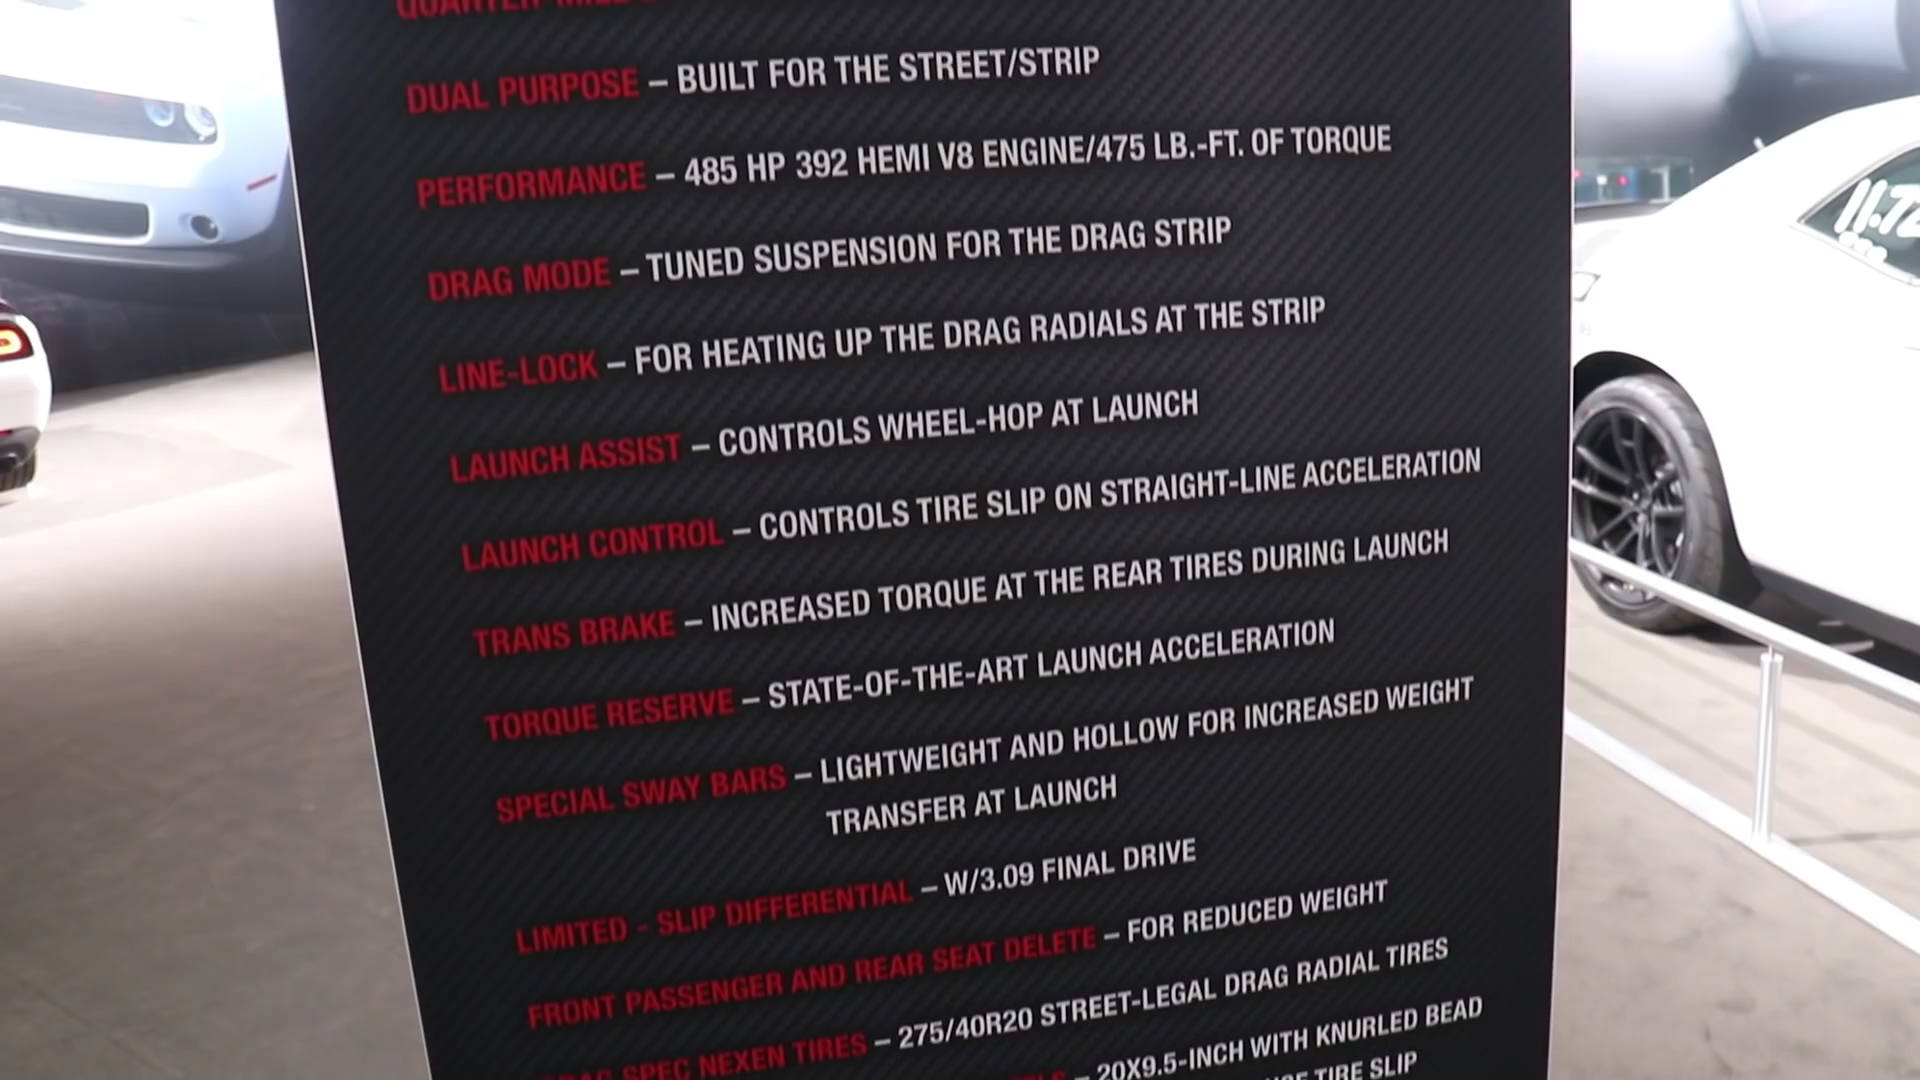 QUARTER-MILE
DUAL PURPOSE – BUILT FOR THE STREET/STRIP
PERFORMANCE – 485 HP 392 HEMI V8 ENGINE/475 LB.-FT. OF TORQUE
DRAG MODE – TUNED SUSPENSION FOR THE DRAG STRIP
LINE-LOCK – FOR HEATING UP THE DRAG RADIALS AT THE STRIP
LAUNCH ASSIST – CONTROLS WHEEL-HOP AT LAUNCH
LAUNCH CONTROL – CONTROLS TIRE SLIP ON STRAIGHT-LINE ACCELERATION
TRANS BRAKE – INCREASED TORQUE AT THE REAR TIRES DURING LAUNCH
TORQUE RESERVE – STATE-OF-THE-ART LAUNCH ACCELERATION
SPECIAL SWAY BARS – LIGHTWEIGHT AND HOLLOW FOR INCREASED WEIGHT
TRANSFER AT LAUNCH
LIMITED - SLIP DIFFERENTIAL – W/3.09 FINAL DRIVE
FRONT PASSENGER AND REAR SEAT DELETE – FOR REDUCED WEIGHT
SPEC NEXEN TIRES – 275/40R20 STREET-LEGAL DRAG RADIAL TIRES
– 20X9.5-INCH WITH KNURLED BEAD
TIRE SLIP
11.72